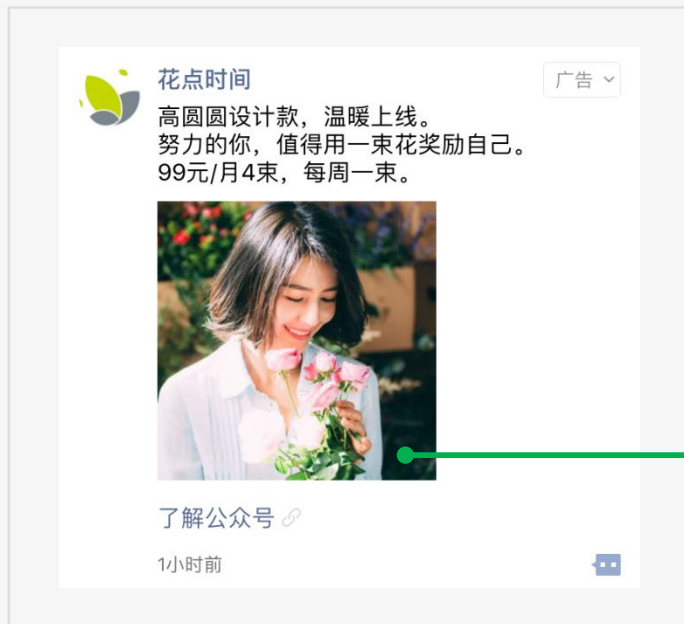 花点时间
广告
高圆圆设计款，温暖上线。
努力的你，值得用一束花奖励自己。
99元/月4束，每周一束。
了解公众号
1小时前